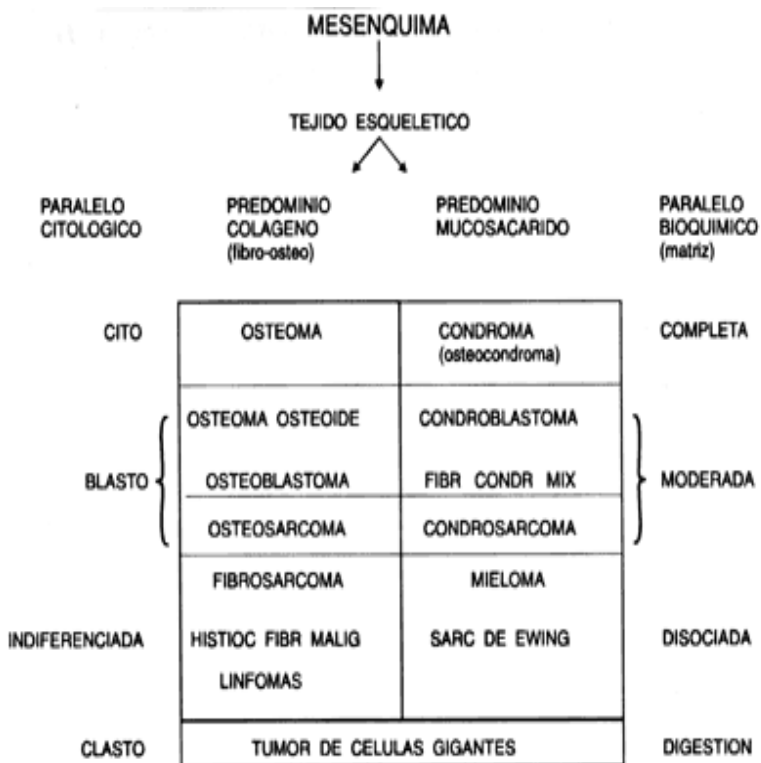 MESENQUIMA
TEJIDO ESQUELETICO
PARALELO
CITOLOGICO
PREDOMINIO
COLAGENO
(fibro-osteo)
PREDOMINIO
MUCOSACARIDO
PARALELO
BIOQUIMICO
(matriz)
CITO OSTEOMA CONDROMA COMPLETA
(osteocondroma)
OSTEOMA OSTEOIDE CONDROBLASTOMA
BLASTO OSTEOBLASTOMA FIBR CONDR MIX MODERADA
OSTEOSARCOMA CONDROSARCOMA
FIBROSARCOMA MIELOMA
INDIFERENCIADA HISTIOC FIBR MALIG SARC DE EWING DISOCIADA
LINFOMAS
CLASTO TUMOR DE CELULAS GIGANTES DIGESTION